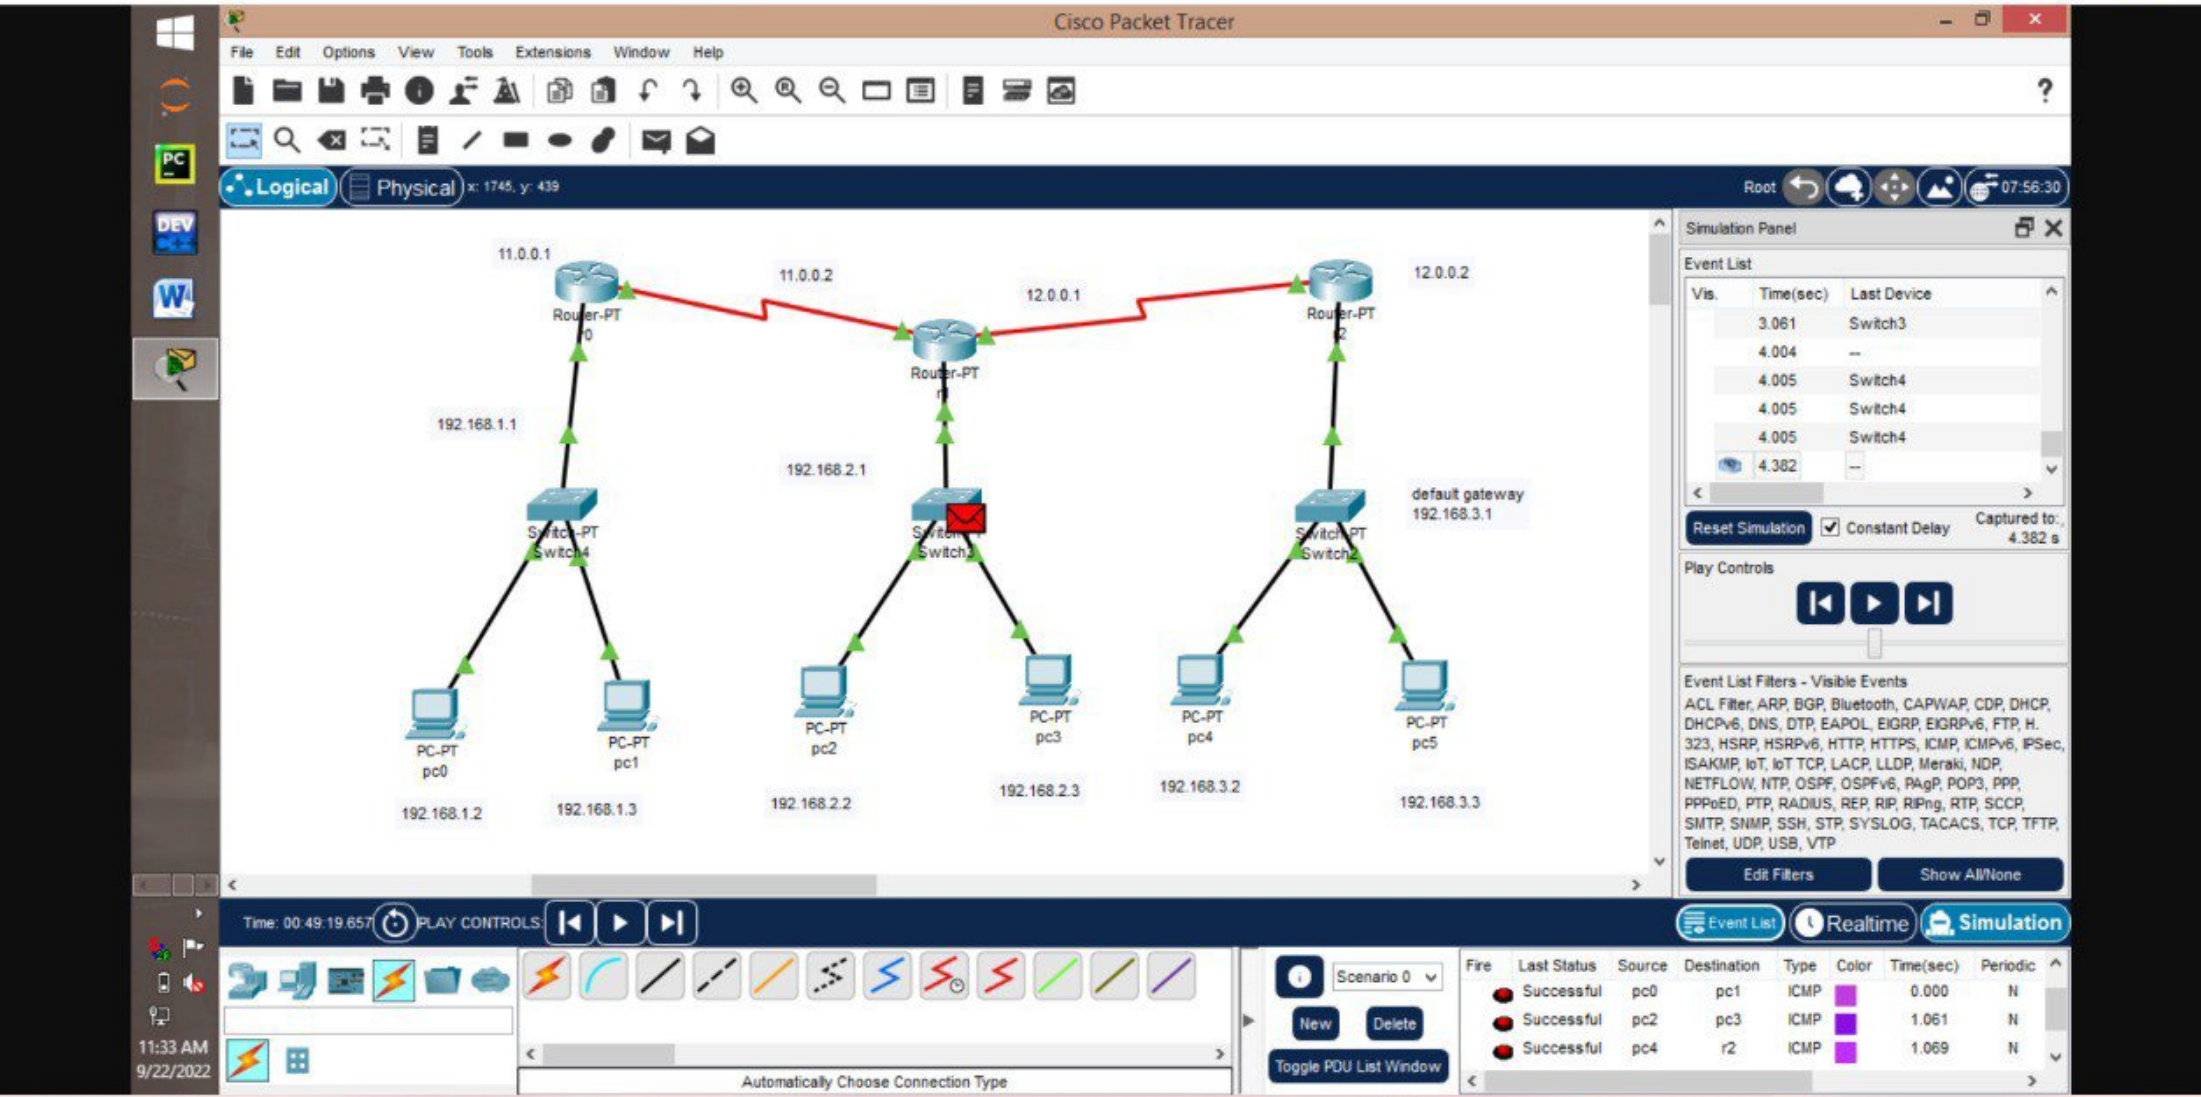 Cisco Packet Tracer
File Edit Options View Tools Extensions Window Help
?
PC
DEV
C++
W
Logical Physical x: 1745, y: 439
Root 07:56:30
11.0.0.1
11.0.0.2
12.0.0.1
12.0.0.2
Router-PT
r0
Router-PT
r1
Router-PT
r2
192.168.1.1
192.168.2.1
default gateway
192.168.3.1
Switch-PT
Switch4
Switch-PT
Switch3
Switch-PT
Switch2
PC-PT
pc0
PC-PT
pc1
PC-PT
pc2
PC-PT
pc3
PC-PT
pc4
PC-PT
pc5
192.168.1.2
192.168.1.3
192.168.2.2
192.168.2.3
192.168.3.2
192.168.3.3
Simulation Panel
Event List
Vis. Time(sec) Last Device
3.061 Switch3
4.004 --
4.005 Switch4
4.005 Switch4
4.005 Switch4
4.382 --
Reset Simulation Constant Delay Captured to:
4.382 s
Play Controls
Event List Filters - Visible Events
ACL Filter, ARP, BGP, Bluetooth, CAPWAP, CDP, DHCP,
DHCPv6, DNS, DTP, EAPOL, EIGRP, EIGRPv6, FTP, H.
323, HSRP, HSRPv6, HTTP, HTTPS, ICMP, ICMPv6, IPSec,
ISAKMP, IoT, IoT TCP, LACP, LLDP, Meraki, NDP,
NETFLOW, NTP, OSPF, OSPFv6, PAgP, POP3, PPP,
PPPoED, PTP, RADIUS, REP, RIP, RIPng, RTP, SCCP,
SMTP, SNMP, SSH, STP, SYSLOG, TACACS, TCP, TFTP,
Telnet, UDP, USB, VTP
Edit Filters Show All/None
Time: 00:49:19.657 PLAY CONTROLS:
Event List Realtime Simulation
Scenario 0
New Delete
Toggle PDU List Window
Fire Last Status Source Destination Type Color Time(sec) Periodic
Successful pc0 pc1 ICMP 0.000 N
Successful pc2 pc3 ICMP 1.061 N
Successful pc4 r2 ICMP 1.069 N
Automatically Choose Connection Type
11:33 AM
9/22/2022